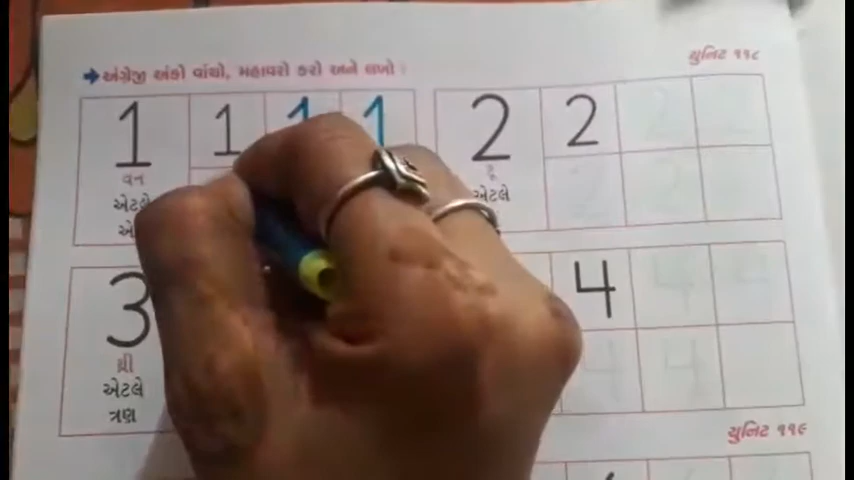 યુનિટ ૧૧૮
➔ અંગ્રેજી અંકો વાંચો, મહાવરો કરો અને લખો :
1 1 1 1
2 2
વન
ટૂ
એટલે
એટલે
3
4
થ્રી
એટલે
ત્રણ
યુનિટ ૧૧૯